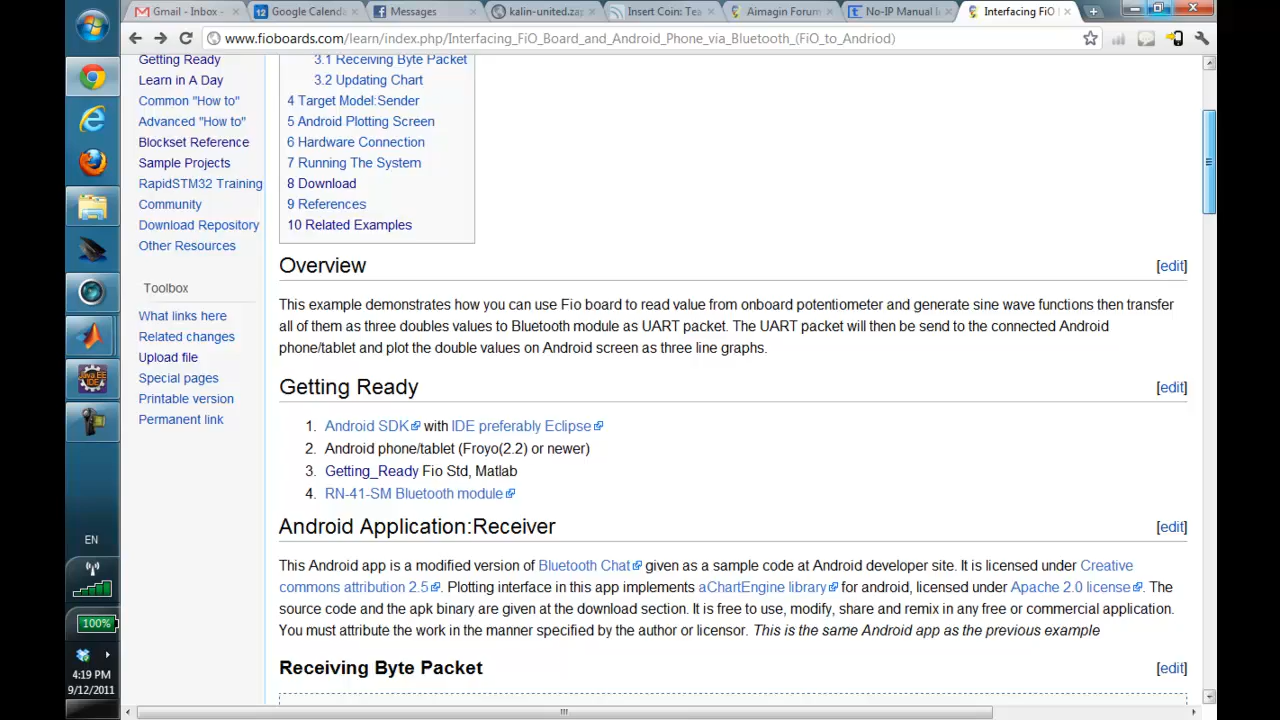 Gmail - Inbox -
Google Calenda
Messages
kalin-united.zap
Insert Coin: Tea
Aimagin Forum:
No-IP Manual I
Interfacing FiO
www.fioboards.com/learn/index.php/Interfacing_FiO_Board_and_Android_Phone_via_Bluetooth_(FiO_to_Andriod)
Getting Ready
Learn in A Day
Common "How to"
Advanced "How to"
Blockset Reference
Sample Projects
RapidSTM32 Training
Community
Download Repository
Other Resources
Toolbox
What links here
Related changes
Upload file
Special pages
Printable version
Permanent link
3.1 Receiving Byte Packet
3.2 Updating Chart
4 Target Model:Sender
5 Android Plotting Screen
6 Hardware Connection
7 Running The System
8 Download
9 References
10 Related Examples
Overview [edit]
This example demonstrates how you can use Fio board to read value from onboard potentiometer and generate sine wave functions then transfer
all of them as three doubles values to Bluetooth module as UART packet. The UART packet will then be send to the connected Android
phone/tablet and plot the double values on Android screen as three line graphs.
Getting Ready [edit]
1. Android SDK with IDE preferably Eclipse
2. Android phone/tablet (Froyo(2.2) or newer)
3. Getting_Ready Fio Std, Matlab
4. RN-41-SM Bluetooth module
Android Application:Receiver [edit]
This Android app is a modified version of Bluetooth Chat given as a sample code at Android developer site. It is licensed under Creative
commons attribution 2.5. Plotting interface in this app implements aChartEngine library for android, licensed under Apache 2.0 license. The
source code and the apk binary are given at the download section. It is free to use, modify, share and remix in any free or commercial application.
You must attribute the work in the manner specified by the author or licensor. This is the same Android app as the previous example
Receiving Byte Packet [edit]
EN
100%
4:19 PM
9/12/2011